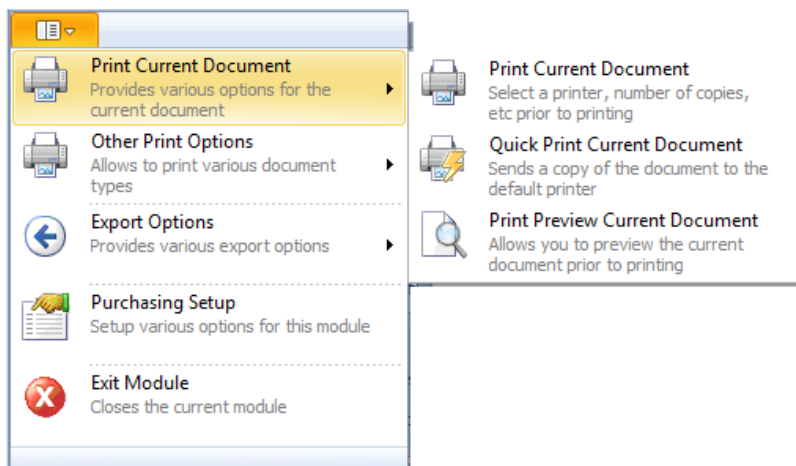 Print Current Document
Provides various options for the
current document
Other Print Options
Allows to print various document
types
Export Options
Provides various export options
Purchasing Setup
Setup various options for this module
Exit Module
Closes the current module
Print Current Document
Select a printer, number of copies,
etc prior to printing
Quick Print Current Document
Sends a copy of the document to the
default printer
Print Preview Current Document
Allows you to preview the current
document prior to printing